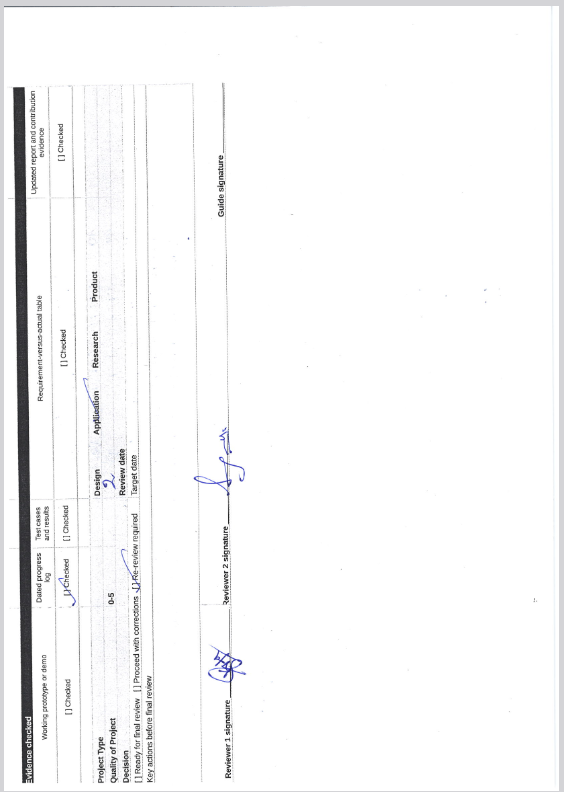 Evidence checked
Working prototype or demo Dated progress log Test cases and results Requirement-versus-actual table Updated report and contribution evidence
[ ] Checked [ ] Checked [ ] Checked [ ] Checked [ ] Checked
Project Type Design Application Research Product
Quality of Project 0-5 2
Decision Review date
[ ] Ready for final review [ ] Proceed with corrections [ ] Re-review required Target date
Key actions before final review
Reviewer 1 signature Reviewer 2 signature Guide signature